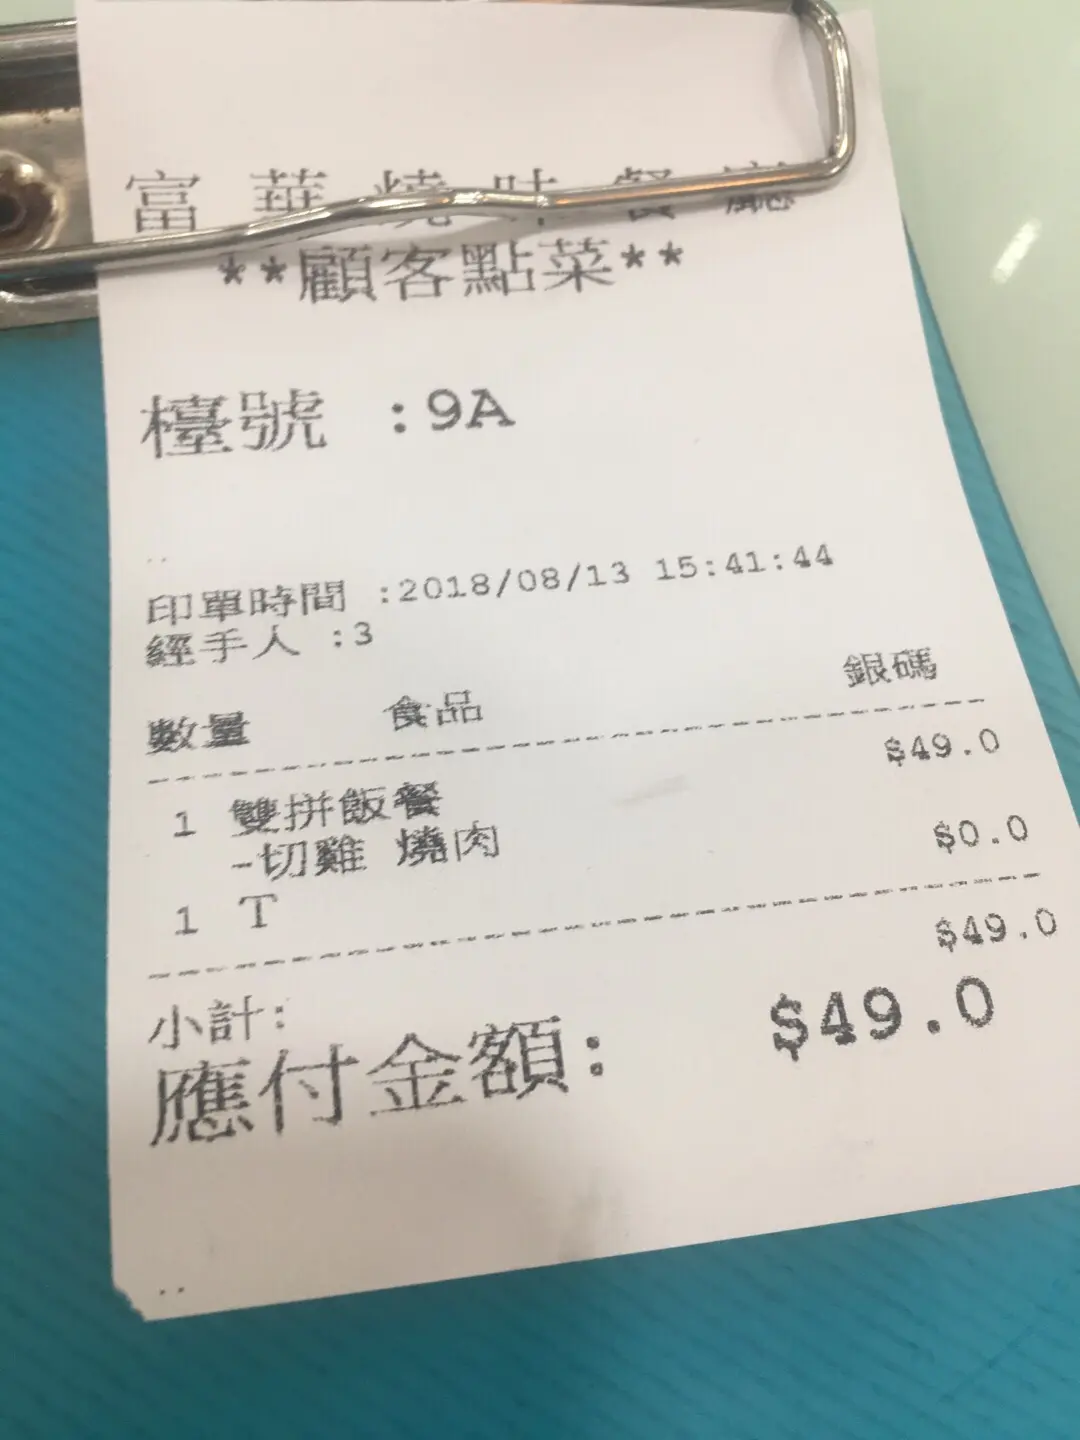 富華燒味餐廳
**顧客點菜**
檯號 :9A
..
印單時間 :2018/08/13 15:41:44
經手人 :3
數量 食品 銀碼
1 雙拼飯餐 $49.0
-切雞 燒肉
1 T $0.0
小計: $49.0
應付金額: $49.0
..